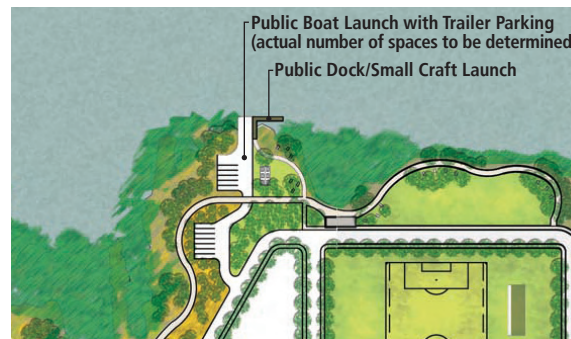 Public Boat Launch with Trailer Parking
(actual number of spaces to be determined
Public Dock/Small Craft Launch